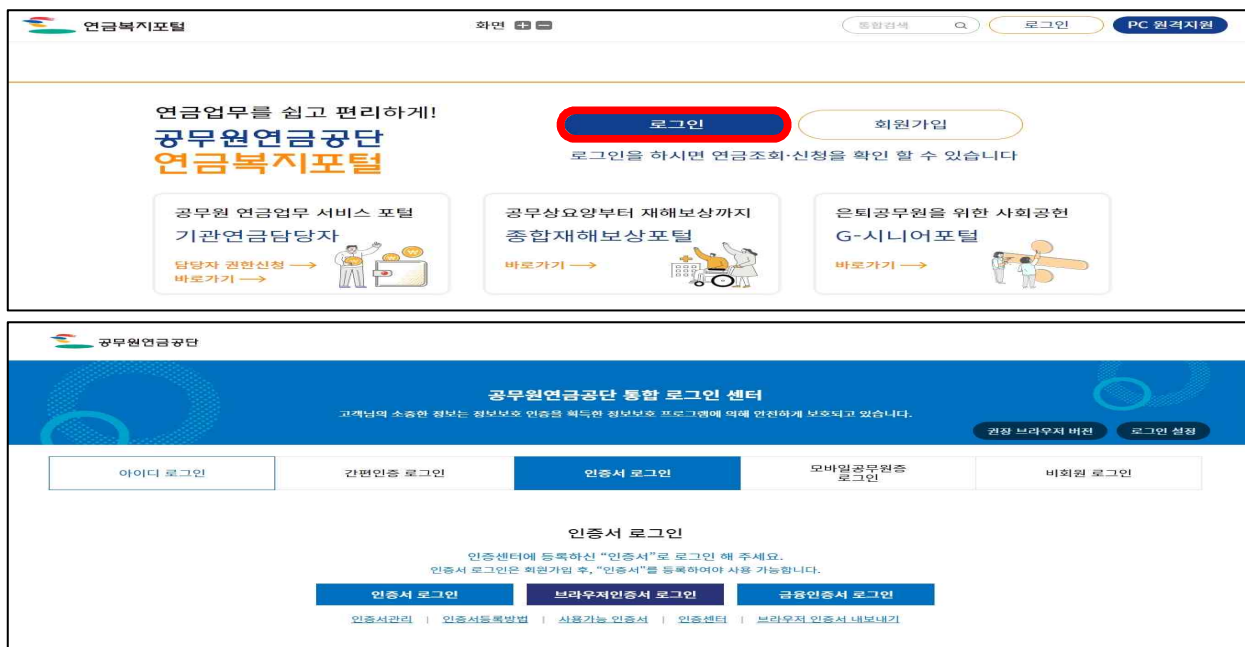 연금복지포털
화면
통합검색
로그인
PC 원격지원
연금업무를 쉽고 편리하게!
공무원연금공단
연금복지포털
로그인
회원가입
로그인을 하시면 연금조회·신청을 확인 할 수 있습니다
공무원 연금업무 서비스 포털
기관연금담당자
담당자 권한신청
바로가기
공무상요양부터 재해보상까지
종합재해보상포털
바로가기
은퇴공무원을 위한 사회공헌
G-시니어포털
바로가기
공무원연금공단
공무원연금공단 통합 로그인 센터
고객님의 소중한 정보는 정보보호 인증을 획득한 정보보호 프로그램에 의해 안전하게 보호되고 있습니다.
권장 브라우저 버전
로그인 설정
아이디 로그인
간편인증 로그인
인증서 로그인
모바일공무원증
로그인
비회원 로그인
인증서 로그인
인증센터에 등록하신 “인증서”로 로그인 해 주세요.
인증서 로그인은 회원가입 후, “인증서”를 등록하여야 사용 가능합니다.
인증서 로그인
브라우저인증서 로그인
금융인증서 로그인
인증서관리 | 인증서등록방법 | 사용가능 인증서 | 인증센터 | 브라우저 인증서 내보내기